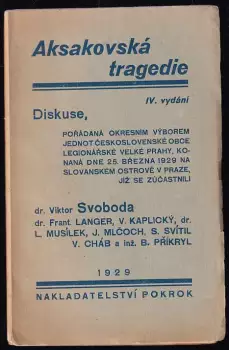 Aksakovská
tragedie
IV. vydání
Diskuse,
POŘÁDANÁ OKRESNÍM VÝBOREM
JEDNOT ČESKOSLOVENSKÉ OBCE
LEGIONÁŘSKÉ VELKÉ PRAHY, KO-
NANÁ DNE 25. BŘEZNA 1929 NA
SLOVANSKÉM OSTROVĚ V PRAZE,
JÍŽ SE ZÚČASTNILI
dr. Viktor Svoboda
dr. Frant. LANGER, V. KAPLICKÝ, dr.
L. MUSÍLEK, J. MLČOCH, S. SVÍTIL
V. CHÁB a inž. B. PŘIKRYL
1929
NAKLADATELSTVÍ POKROK